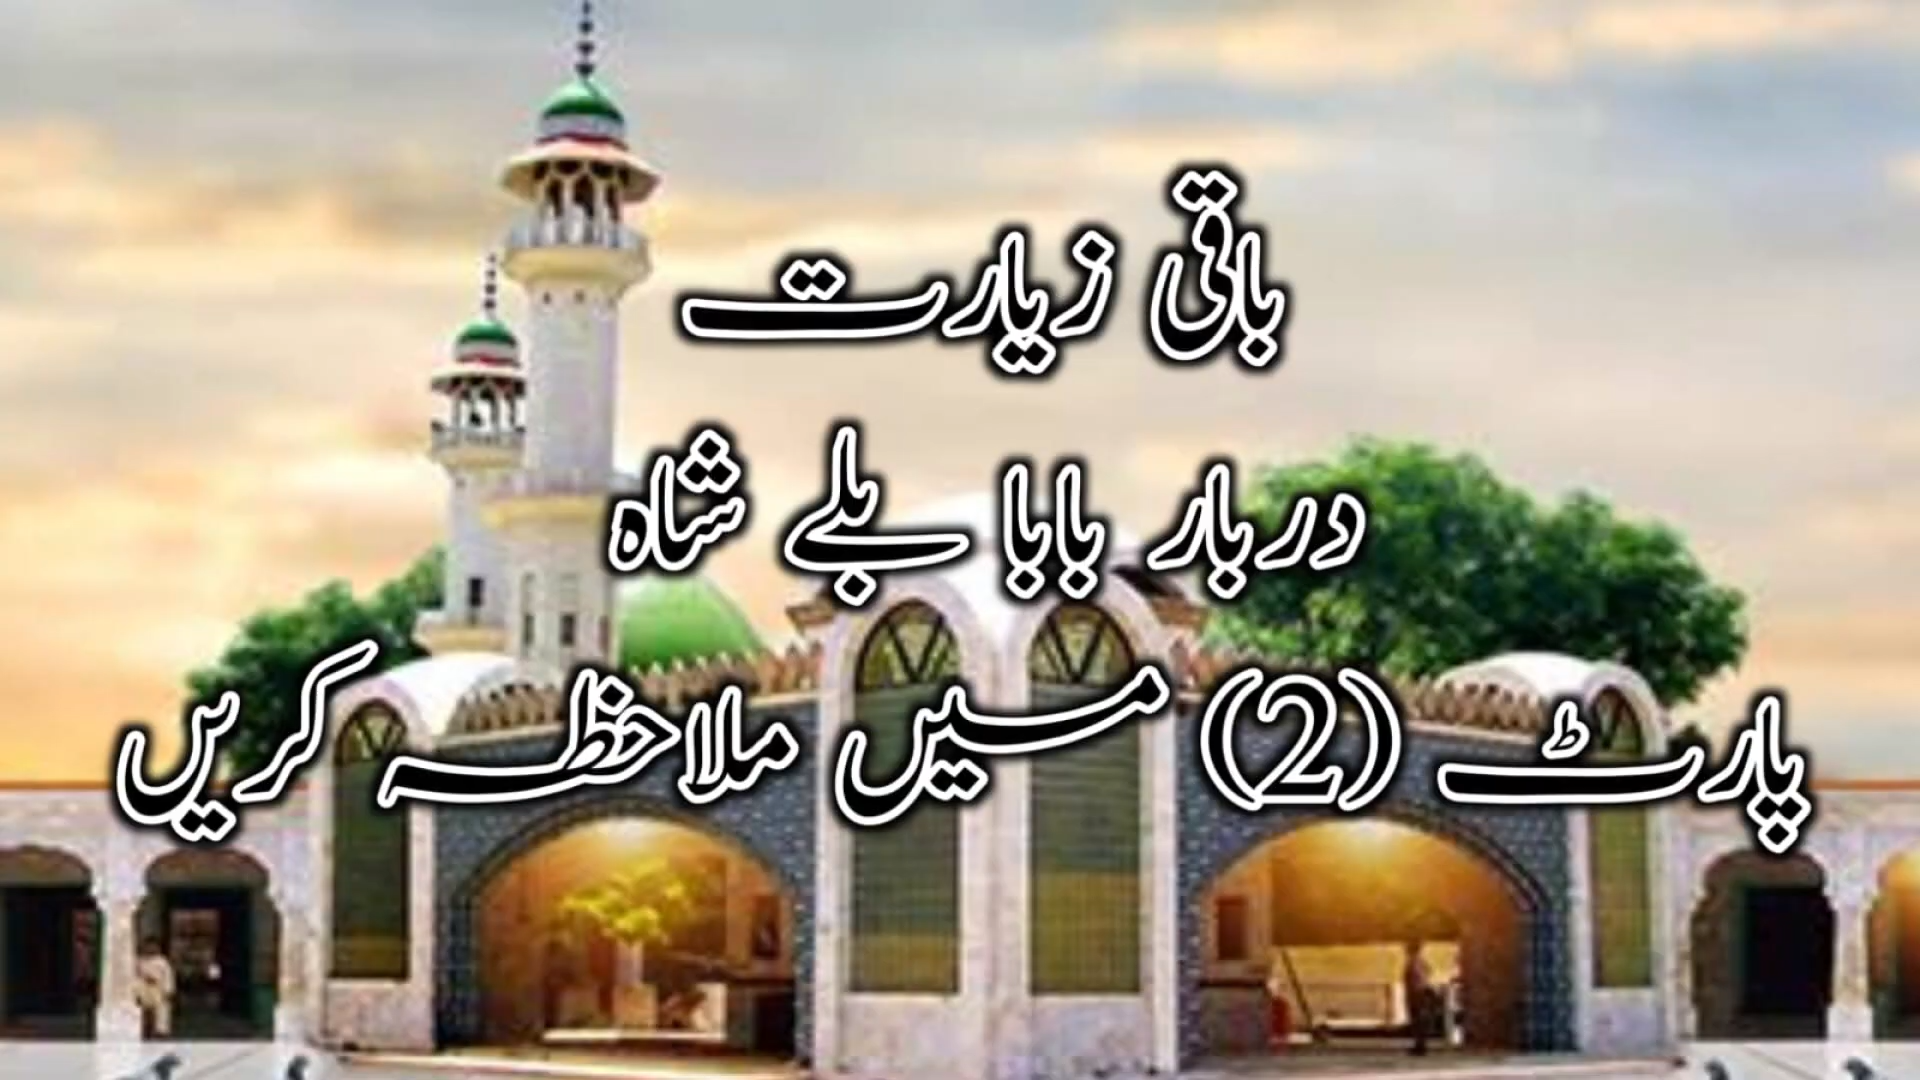 باقی زیارت
دربار بابا بلے شاہ
پارٹ (2) میں ملاحظہ کریں